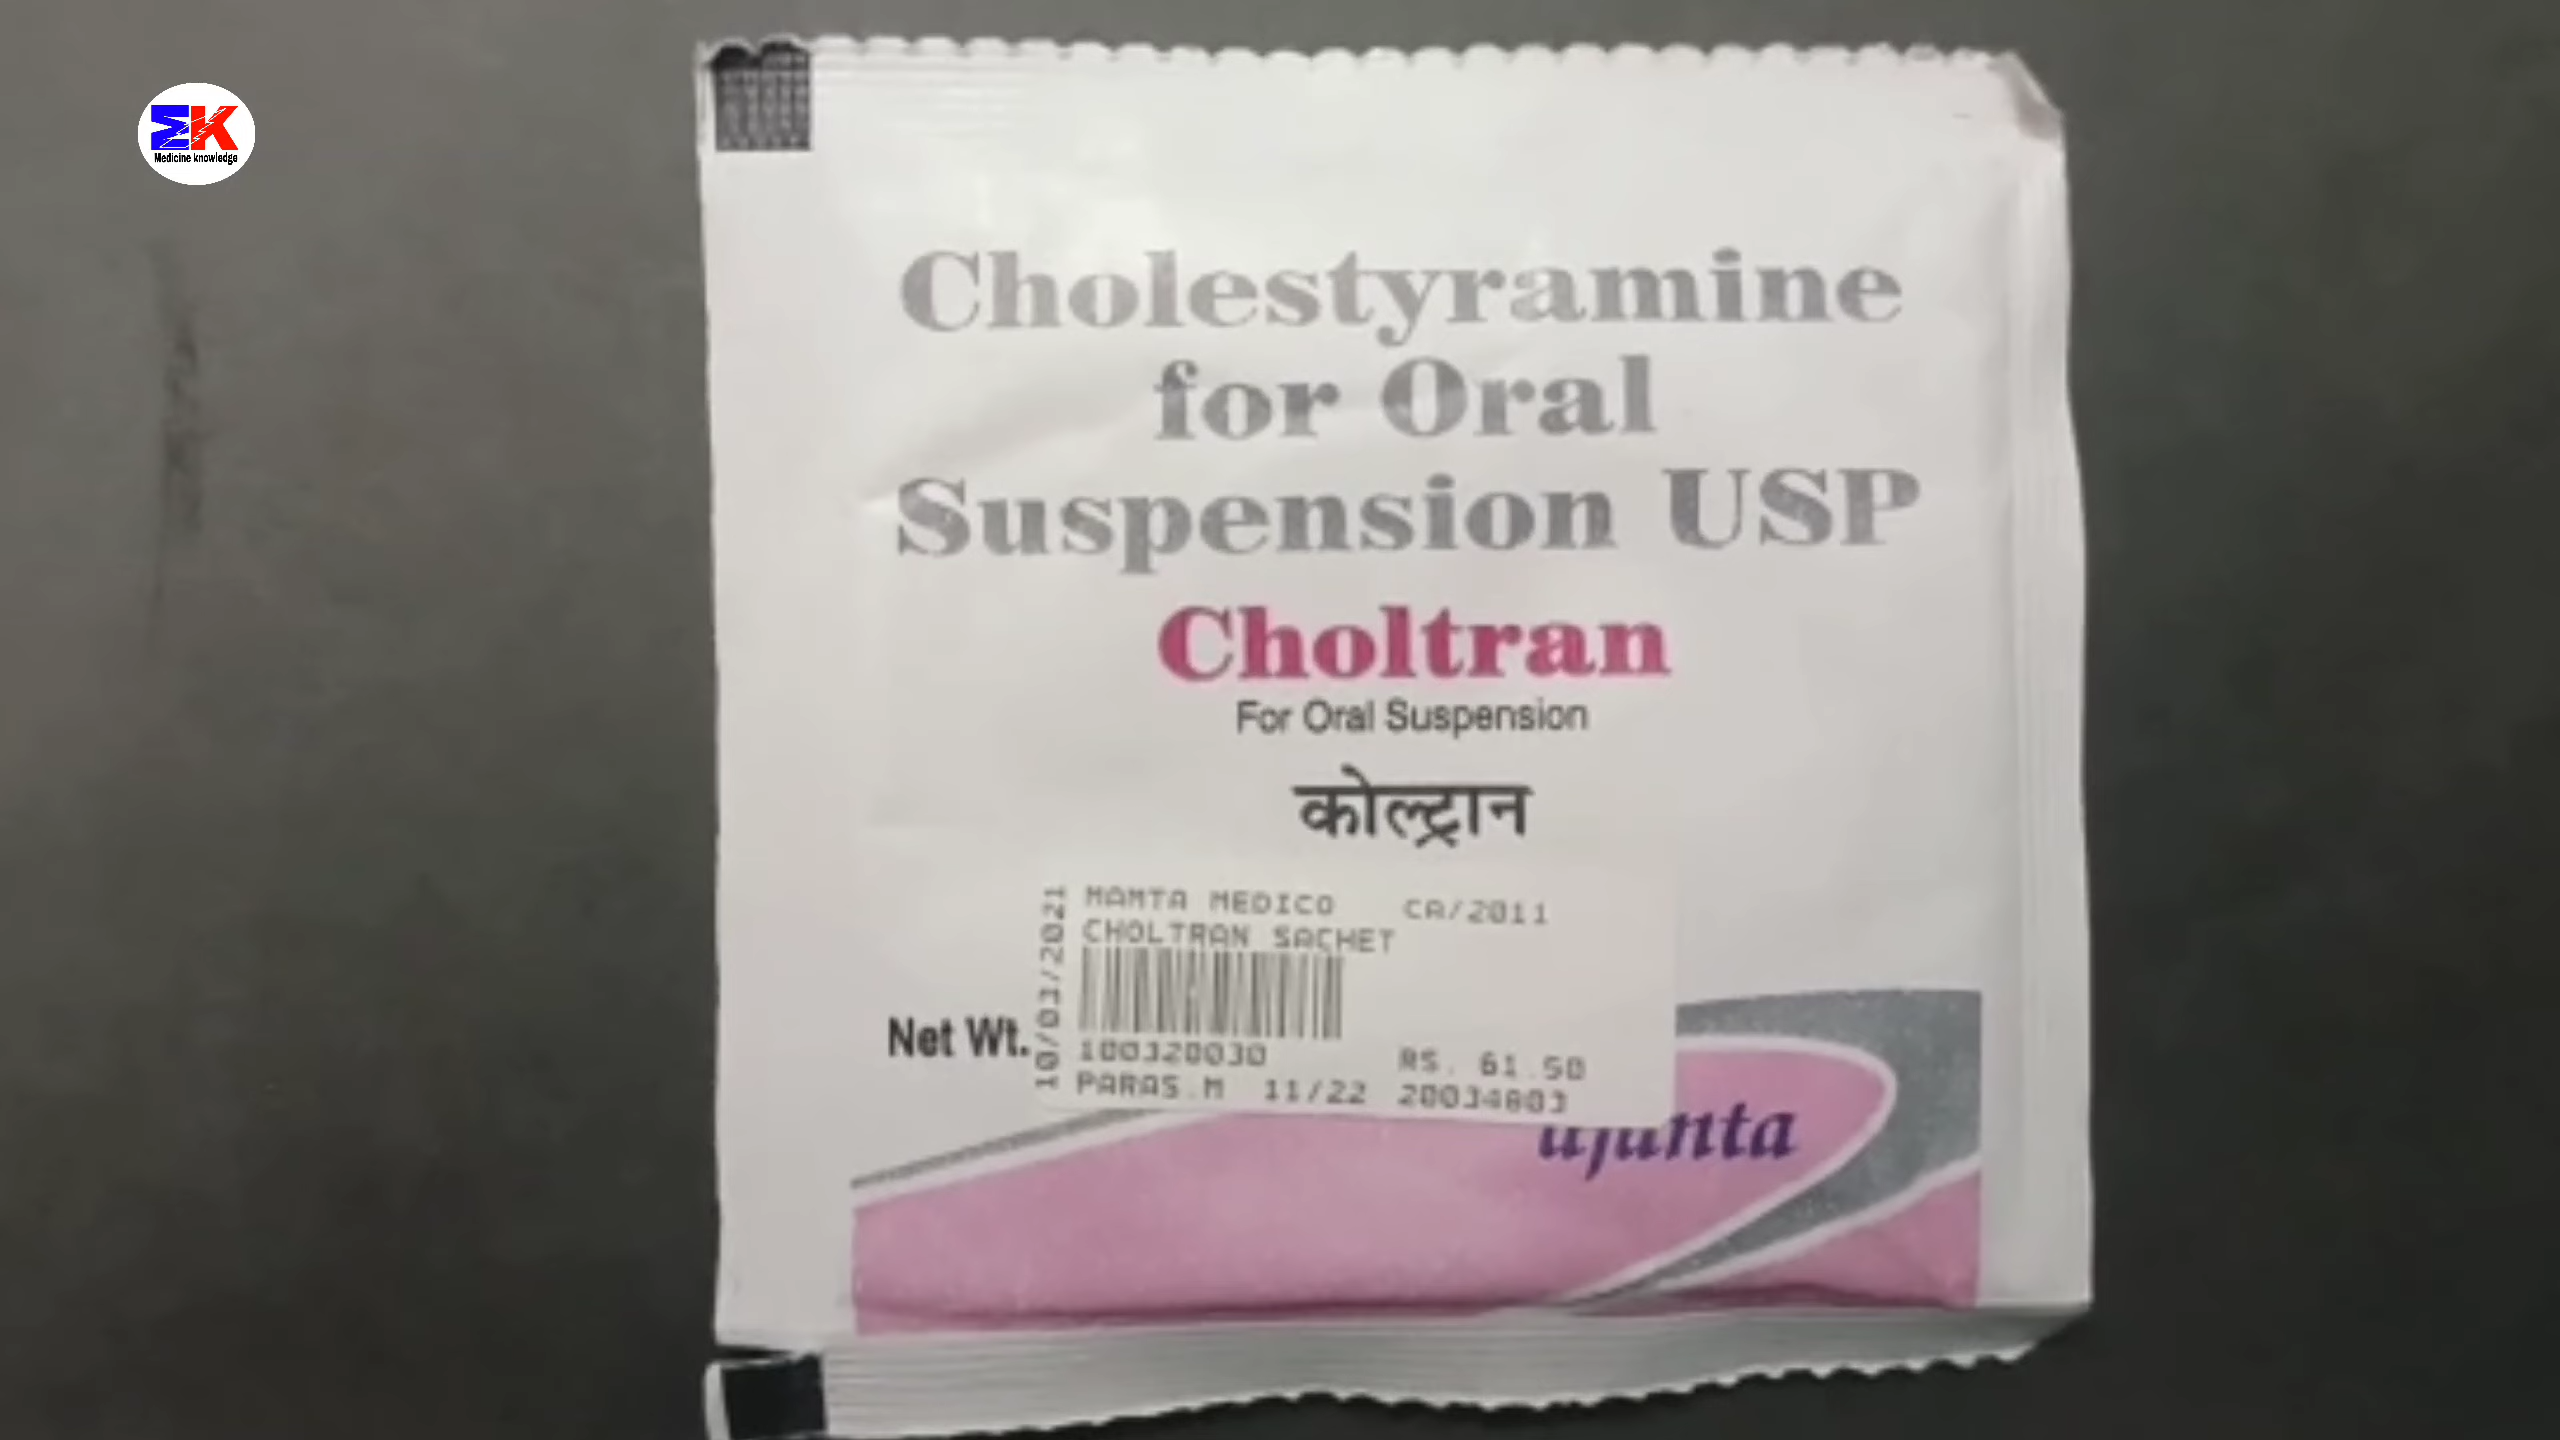 MK
Medicine knowledge
Cholestyramine
for Oral
Suspension USP
Choltran
For Oral Suspension
कोल्ट्रान
MAMTA MEDICO CA/2011
CHOLTRAN SACHET
10/03/2021
Net Wt.
100320030 RS. 61.50
PARAS.M 11/22 20034803
ajanta